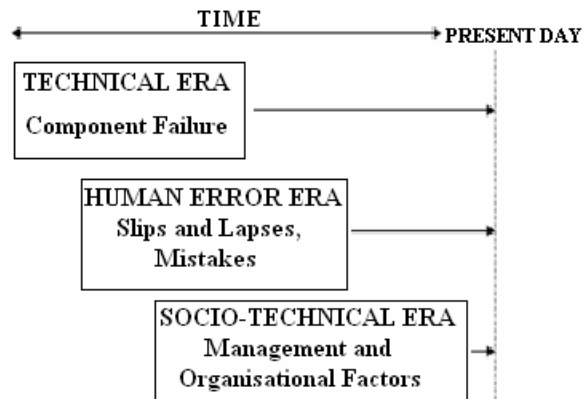 TIME
PRESENT DAY
TECHNICAL ERA
Component Failure
HUMAN ERROR ERA
Slips and Lapses,
Mistakes
SOCIO-TECHNICAL ERA
Management and
Organisational Factors